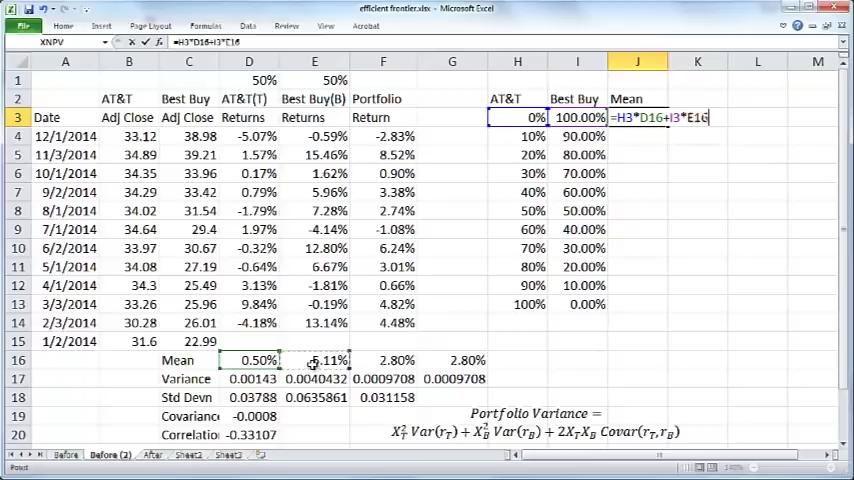 efficient frontier.xlsx - Microsoft Excel
File Home Insert Page Layout Formulas Data Review View Acrobat
XNPV fx =H3*D16+I3*E16
A B C D E F G H I J K L M
1 50% 50%
2 AT&T Best Buy AT&T(T) Best Buy(B) Portfolio AT&T Best Buy Mean
3 Date Adj Close Adj Close Returns Returns Return 0% 100.00% =H3*D16+I3*E16
4 12/1/2014 33.12 38.98 -5.07% -0.59% -2.83% 10% 90.00%
5 11/3/2014 34.89 39.21 1.57% 15.46% 8.52% 20% 80.00%
6 10/1/2014 34.35 33.96 0.17% 1.62% 0.90% 30% 70.00%
7 9/2/2014 34.29 33.42 0.79% 5.96% 3.38% 40% 60.00%
8 8/1/2014 34.02 31.54 -1.79% 7.28% 2.74% 50% 50.00%
9 7/1/2014 34.64 29.4 1.97% -4.14% -1.08% 60% 40.00%
10 6/2/2014 33.97 30.67 -0.32% 12.80% 6.24% 70% 30.00%
11 5/1/2014 34.08 27.19 -0.64% 6.67% 3.01% 80% 20.00%
12 4/1/2014 34.3 25.49 3.13% -1.81% 0.66% 90% 10.00%
13 3/3/2014 33.26 25.96 9.84% -0.19% 4.82% 100% 0.00%
14 2/3/2014 30.28 26.01 -4.18% 13.14% 4.48%
15 1/2/2014 31.6 22.99
16 Mean 0.50% 5.11% 2.80% 2.80%
17 Variance 0.00143 0.0040432 0.0009708 0.0009708
18 Std Devn 0.03788 0.0635861 0.031158
19 Covariance -0.0008 Portfolio Variance =
20 Correlation -0.33107 X_T^2 Var(r_T) + X_B^2 Var(r_B) + 2X_T X_B Covar(r_T, r_B)
Before Before (2) After Sheet2 Sheet3
Point 140%